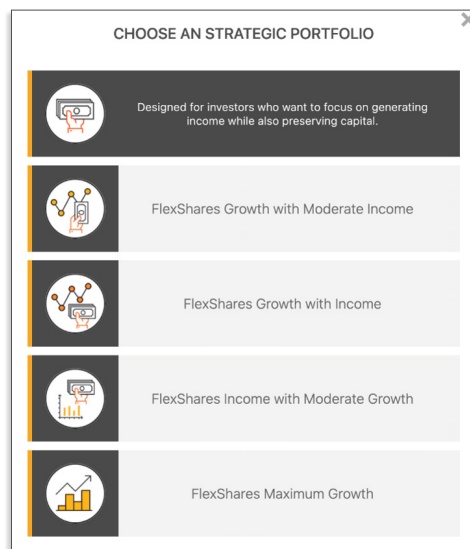 CHOOSE AN STRATEGIC PORTFOLIO
Designed for investors who want to focus on generating
income while also preserving capital.
FlexShares Growth with Moderate Income
FlexShares Growth with Income
FlexShares Income with Moderate Growth
FlexShares Maximum Growth